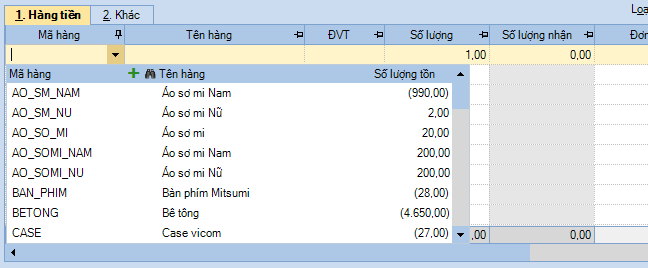 Loạ
1. Hàng tiền 2. Khác
Mã hàng Tên hàng ĐVT Số lượng Số lượng nhận Đơn
1,00 0,00
Mã hàng Tên hàng Số lượng tồn
AO_SM_NAM Áo sơ mi Nam (990,00)
AO_SM_NU Áo sơ mi Nữ 2,00
AO_SO_MI Áo sơ mi 20,00
AO_SOMI_NAM Áo sơ mi Nam 200,00
AO_SOMI_NU Áo sơ mi Nữ 200,00
BAN_PHIM Bàn phím Mitsumi (28,00)
BETONG Bê tông (4.650,00)
CASE Case vicom (27,00)
,00 0,00